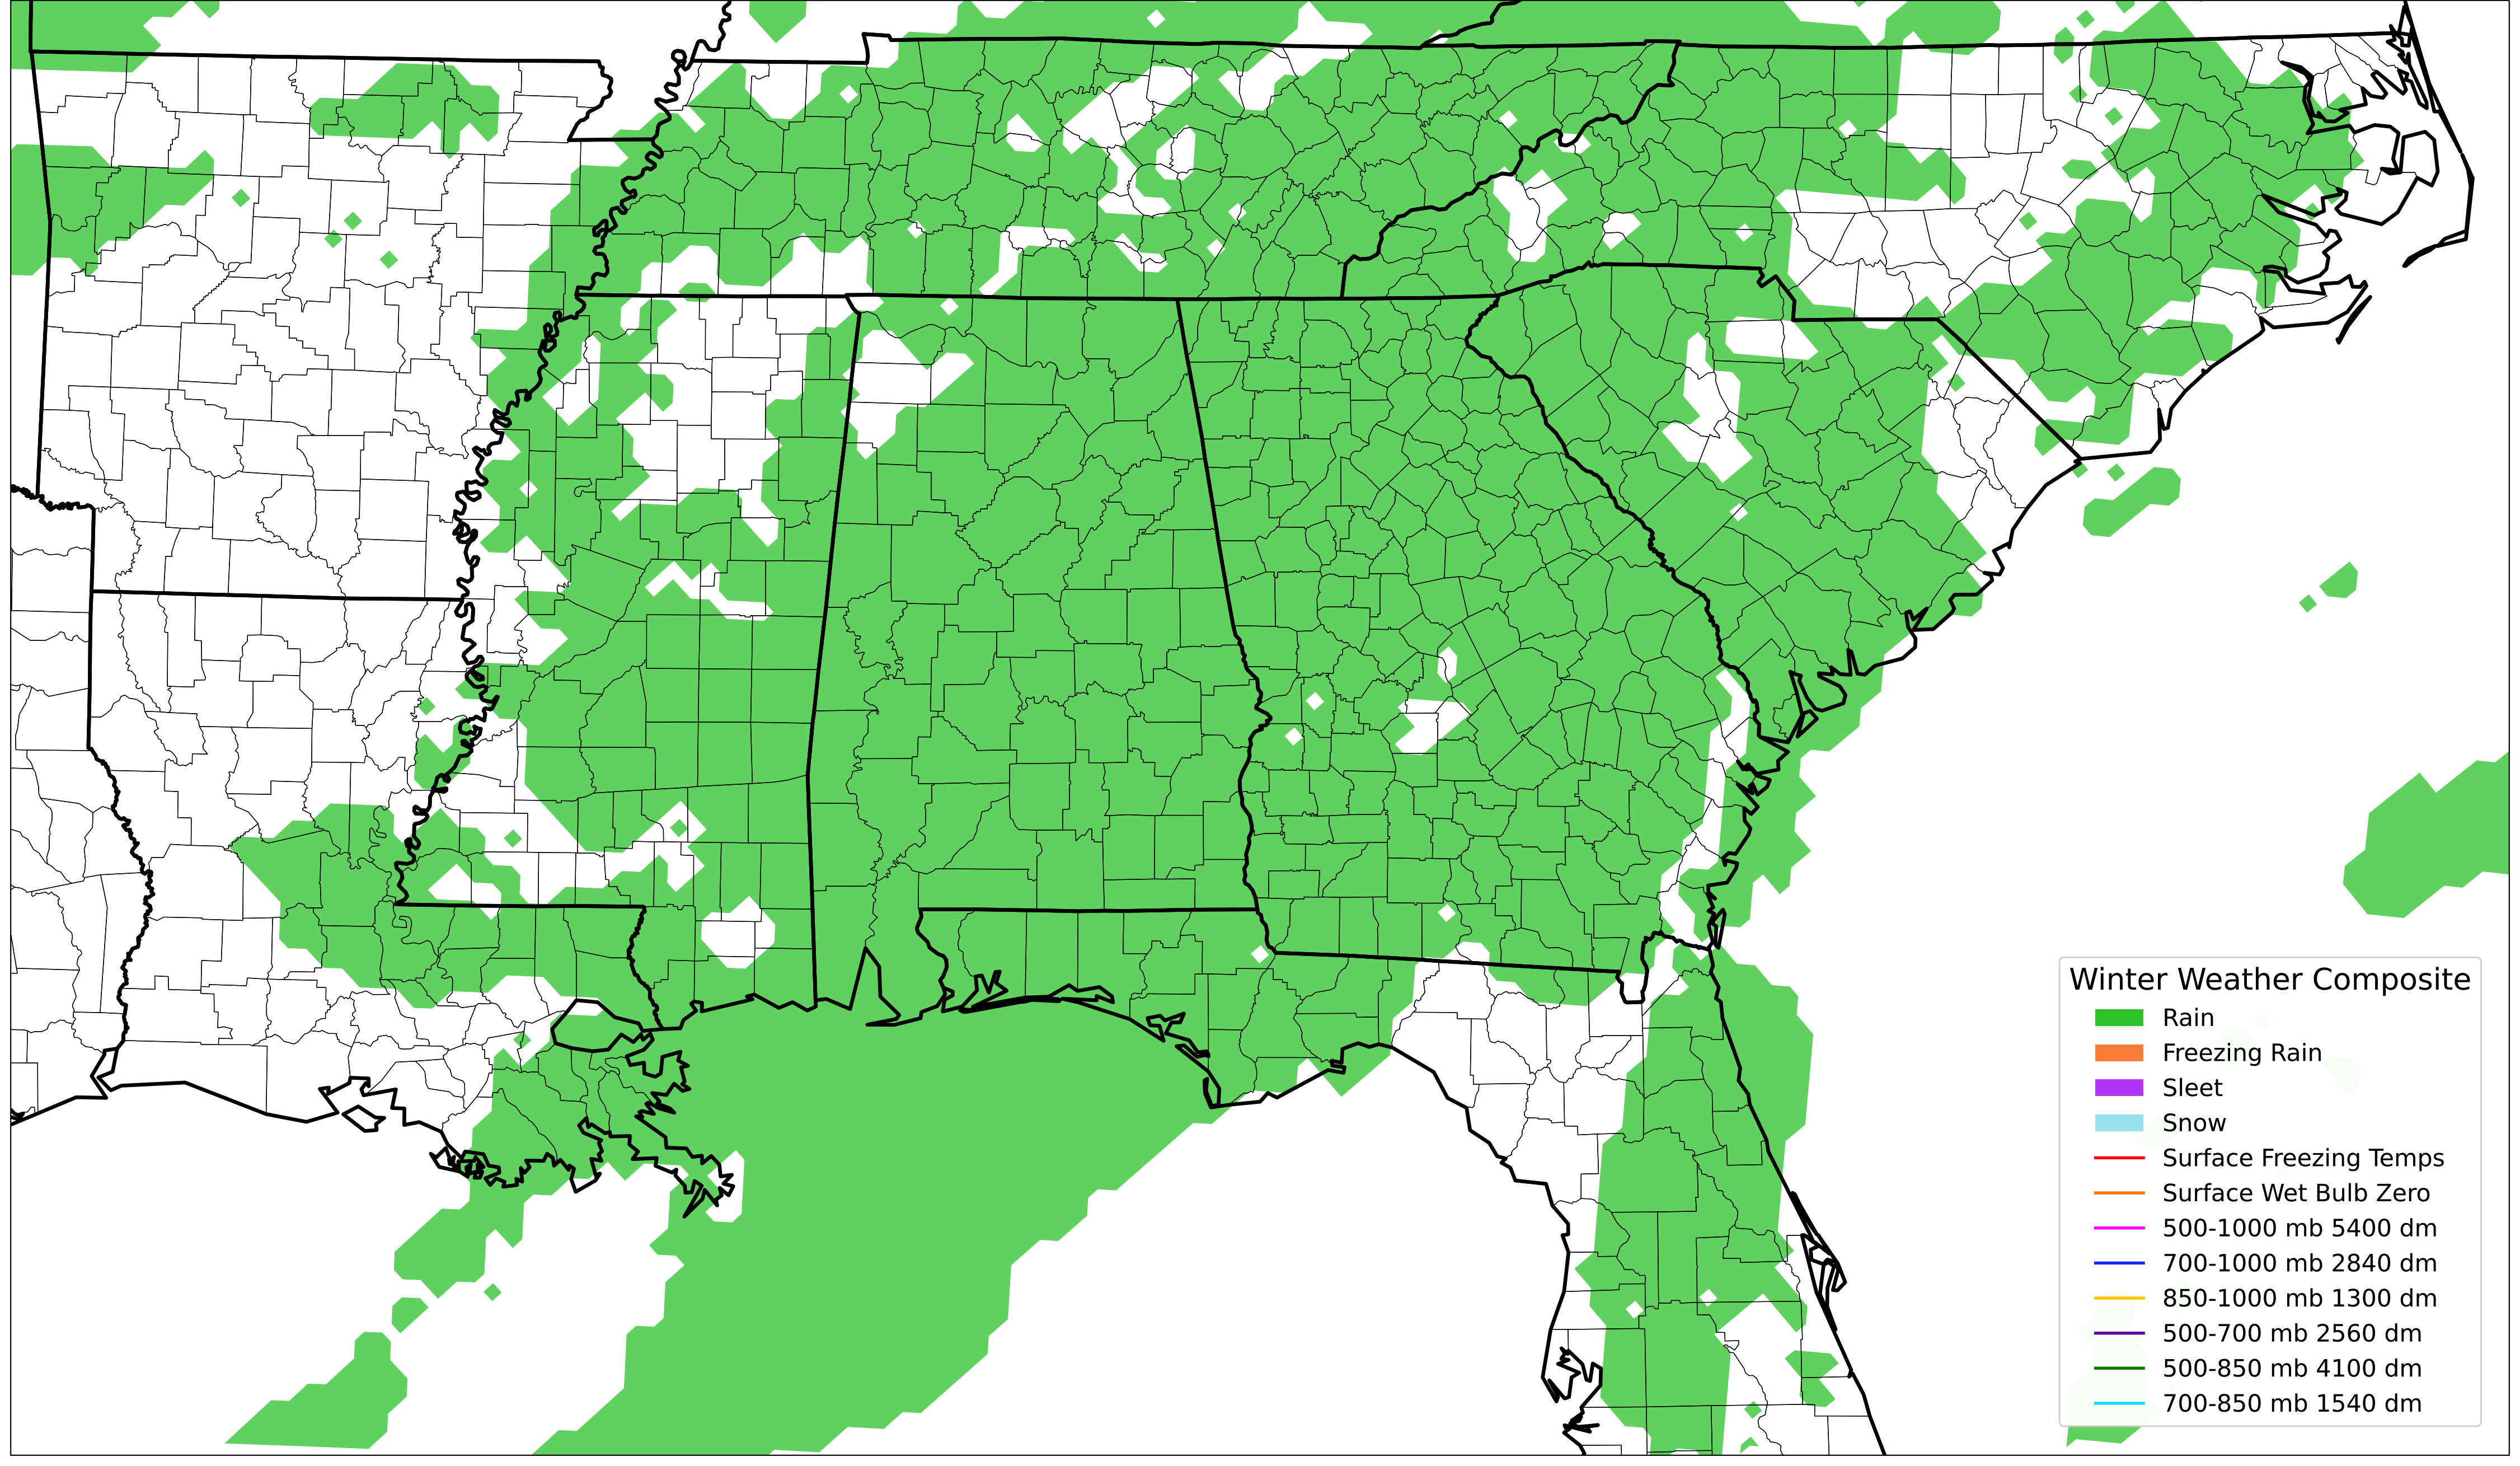 Winter Weather Composite
Rain
Freezing Rain
Sleet
Snow
Surface Freezing Temps
Surface Wet Bulb Zero
500-1000 mb 5400 dm
700-1000 mb 2840 dm
850-1000 mb 1300 dm
500-700 mb 2560 dm
500-850 mb 4100 dm
700-850 mb 1540 dm